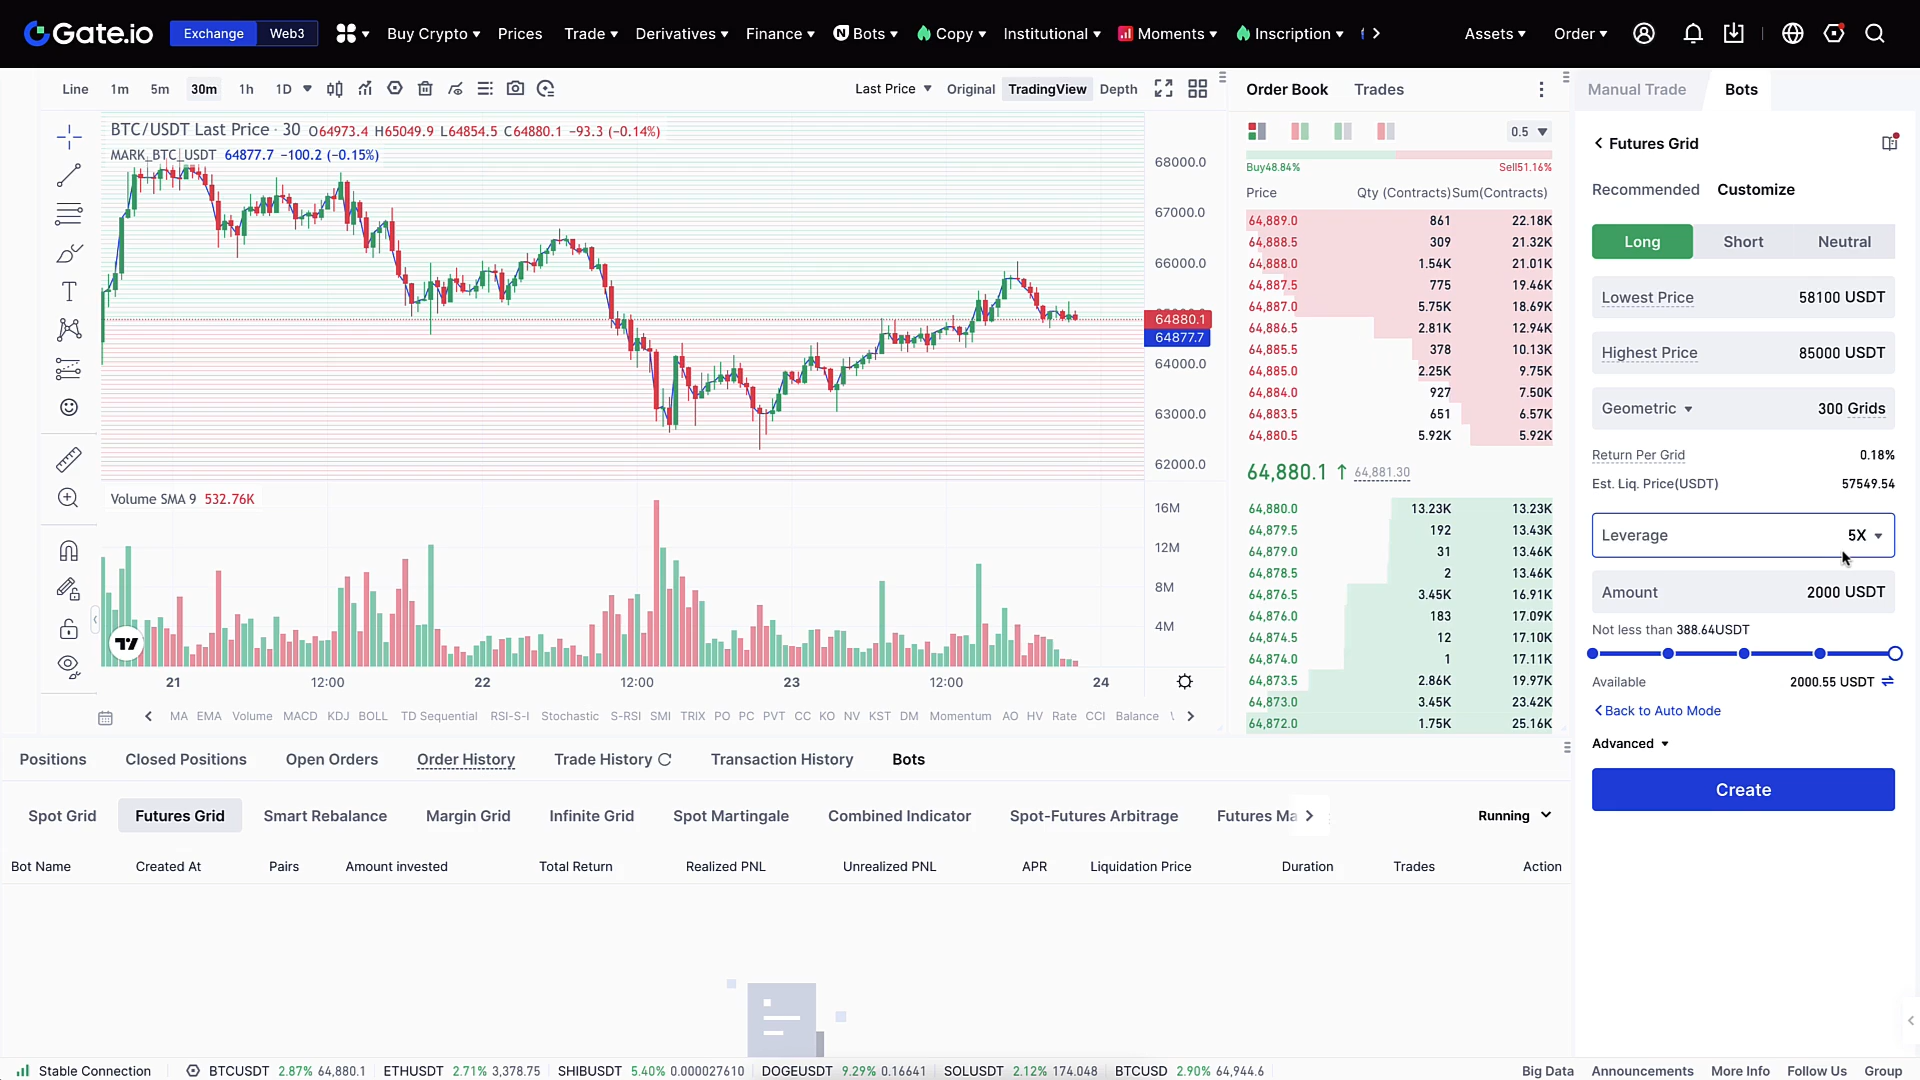 Gate.io Exchange Web3 Buy Crypto Prices Trade Derivatives Finance Bots Copy Institutional Moments Inscription Assets Order
Line 1m 5m 30m 1h 1D Last Price Original TradingView Depth
BTC/USDT Last Price · 30 O64973.4 H65049.9 L64854.5 C64880.1 −93.3 (−0.14%)
MARK_BTC_USDT 64877.7 −100.2 (−0.15%)
68000.0
67000.0
66000.0
64880.1
64877.7
64000.0
63000.0
62000.0
Volume SMA 9 532.76K
16M
12M
8M
4M
21 12:00 22 12:00 23 12:00 24
MA EMA Volume MACD KDJ BOLL TD Sequential RSI-S-I Stochastic S-RSI SMI TRIX PO PC PVT CC KO NV KST DM Momentum AO HV Rate CCI Balance
Order Book Trades
0.5
Buy48.84% Sell51.16%
Price Qty (Contracts) Sum(Contracts)
64,889.0 861 22.18K
64,888.5 309 21.32K
64,888.0 1.54K 21.01K
64,887.5 775 19.46K
64,887.0 5.75K 18.69K
64,886.5 2.81K 12.94K
64,885.5 378 10.13K
64,885.0 2.25K 9.75K
64,884.0 927 7.50K
64,883.5 651 6.57K
64,880.5 5.92K 5.92K
64,880.1 ↑ 64,881.30
64,880.0 13.23K 13.23K
64,879.5 192 13.43K
64,879.0 31 13.46K
64,878.5 2 13.46K
64,876.5 3.45K 16.91K
64,876.0 183 17.09K
64,874.5 12 17.10K
64,874.0 1 17.11K
64,873.5 2.86K 19.97K
64,873.0 3.45K 23.42K
64,872.0 1.75K 25.16K
Manual Trade Bots
Futures Grid
Recommended Customize
Long Short Neutral
Lowest Price 58100 USDT
Highest Price 85000 USDT
Geometric 300 Grids
Return Per Grid 0.18%
Est. Liq. Price(USDT) 57549.54
Leverage 5X
Amount 2000 USDT
Not less than 388.64USDT
Available 2000.55 USDT
Back to Auto Mode
Advanced
Create
Positions Closed Positions Open Orders Order History Trade History Transaction History Bots
Spot Grid Futures Grid Smart Rebalance Margin Grid Infinite Grid Spot Martingale Combined Indicator Spot-Futures Arbitrage Futures Ma Running
Bot Name Created At Pairs Amount invested Total Return Realized PNL Unrealized PNL APR Liquidation Price Duration Trades Action
Stable Connection BTCUSDT 2.87% 64,880.1 ETHUSDT 2.71% 3,378.75 SHIBUSDT 5.40% 0.000027610 DOGEUSDT 9.29% 0.16641 SOLUSDT 2.12% 174.048 BTCUSD 2.90% 64,944.6 Big Data Announcements More Info Follow Us Group